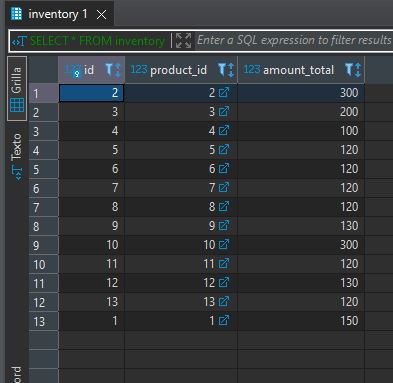 inventory 1
SELECT * FROM inventory Enter a SQL expression to filter results
Grilla
Texto
123 id 123 product_id 123 amount_total
1 2 2 300
2 3 3 200
3 4 4 100
4 5 5 120
5 6 6 120
6 7 7 120
7 8 8 120
8 9 9 130
9 10 10 300
10 11 11 120
11 12 12 130
12 13 13 120
13 1 1 150
ord